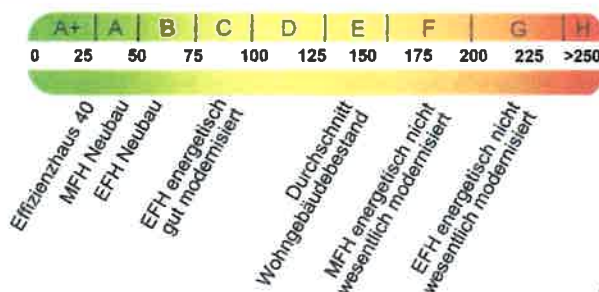 A+ A B C D E F G H
0 25 50 75 100 125 150 175 200 225 >250
Effizienzhaus 40
MFH Neubau
EFH Neubau
EFH energetisch
gut modernisiert
Durchschnitt
Wohngebäudebestand
MFH energetisch nicht
wesentlich modernisiert
EFH energetisch nicht
wesentlich modernisiert